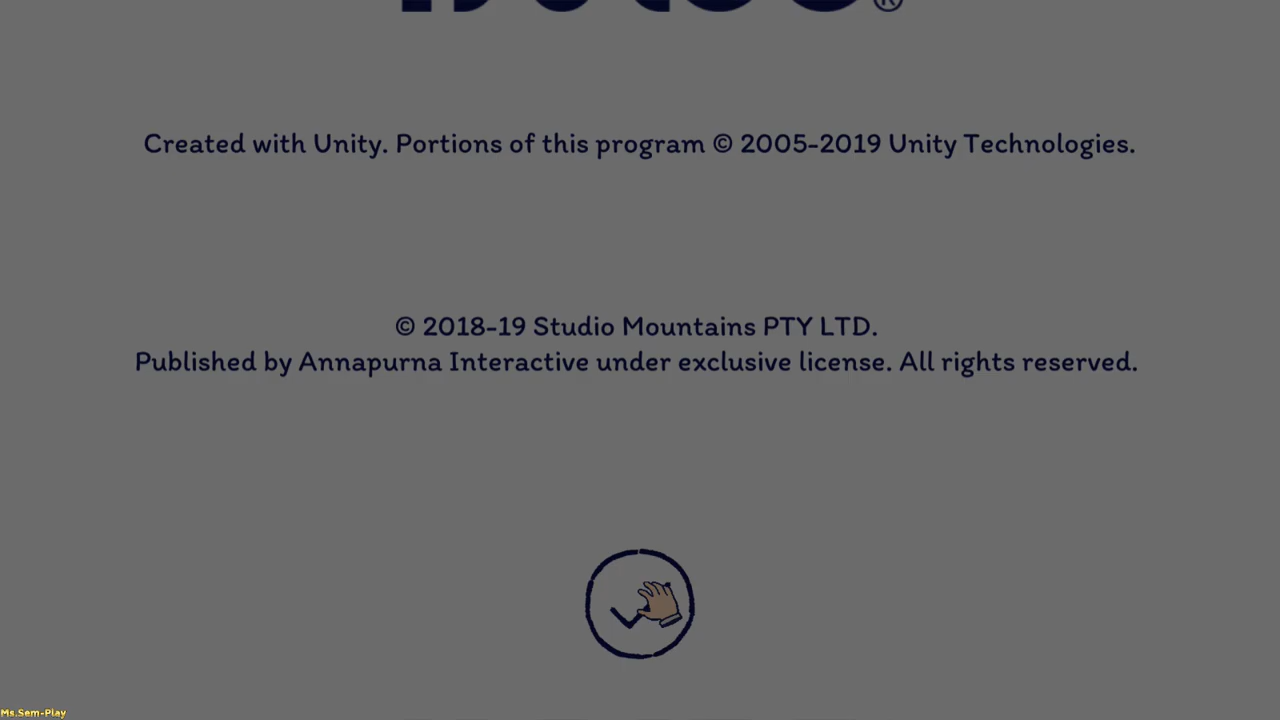 ®
Created with Unity. Portions of this program © 2005-2019 Unity Technologies.
© 2018-19 Studio Mountains PTY LTD.
Published by Annapurna Interactive under exclusive license. All rights reserved.
Ms.Sem-Play